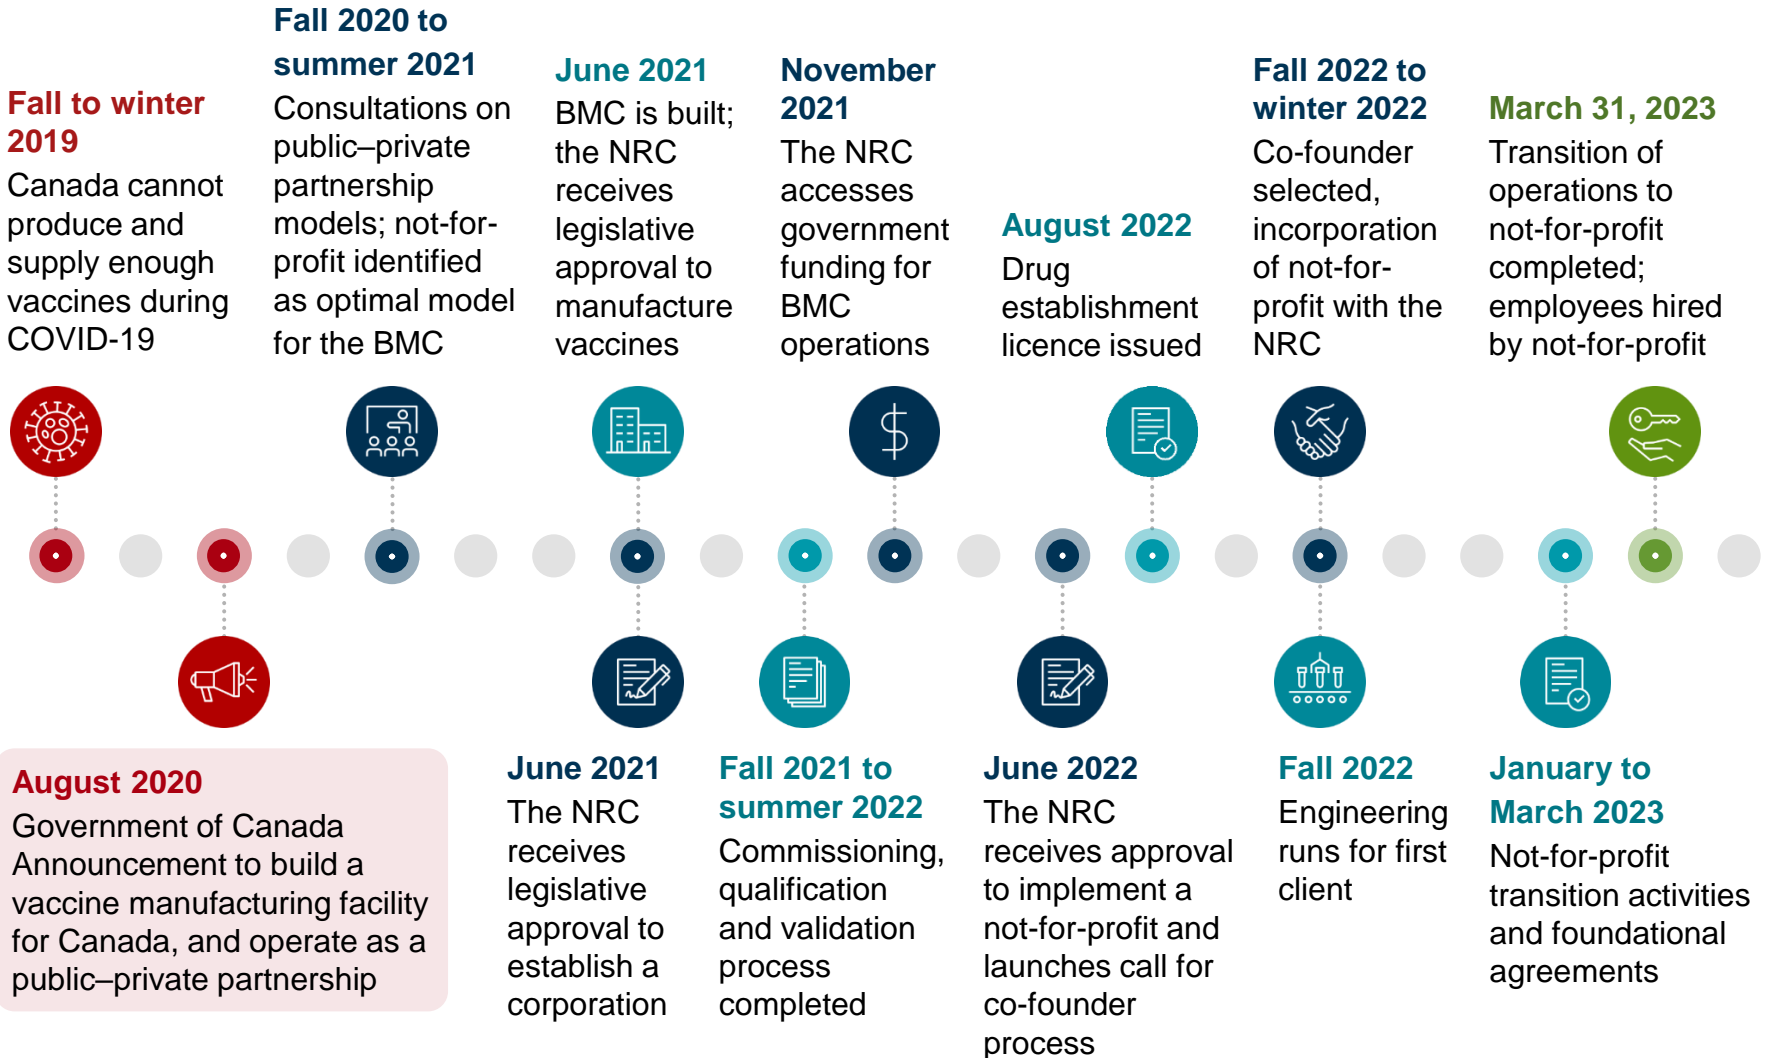 Fall to winter
2019
Canada cannot
produce and
supply enough
vaccines during
COVID-19
Fall 2020 to
summer 2021
Consultations on
public–private
partnership
models; not-for-
profit identified
as optimal model
for the BMC
June 2021
BMC is built;
the NRC
receives
legislative
approval to
manufacture
vaccines
November
2021
The NRC
accesses
government
funding for
BMC
operations
August 2022
Drug
establishment
licence issued
Fall 2022 to
winter 2022
Co-founder
selected,
incorporation
of not-for-
profit with the
NRC
March 31, 2023
Transition of
operations to
not-for-profit
completed;
employees hired
by not-for-profit
August 2020
Government of Canada
Announcement to build a
vaccine manufacturing facility
for Canada, and operate as a
public–private partnership
June 2021
The NRC
receives
legislative
approval to
establish a
corporation
Fall 2021 to
summer 2022
Commissioning,
qualification
and validation
process
completed
June 2022
The NRC
receives approval
to implement a
not-for-profit and
launches call for
co-founder
process
Fall 2022
Engineering
runs for first
client
January to
March 2023
Not-for-profit
transition activities
and foundational
agreements